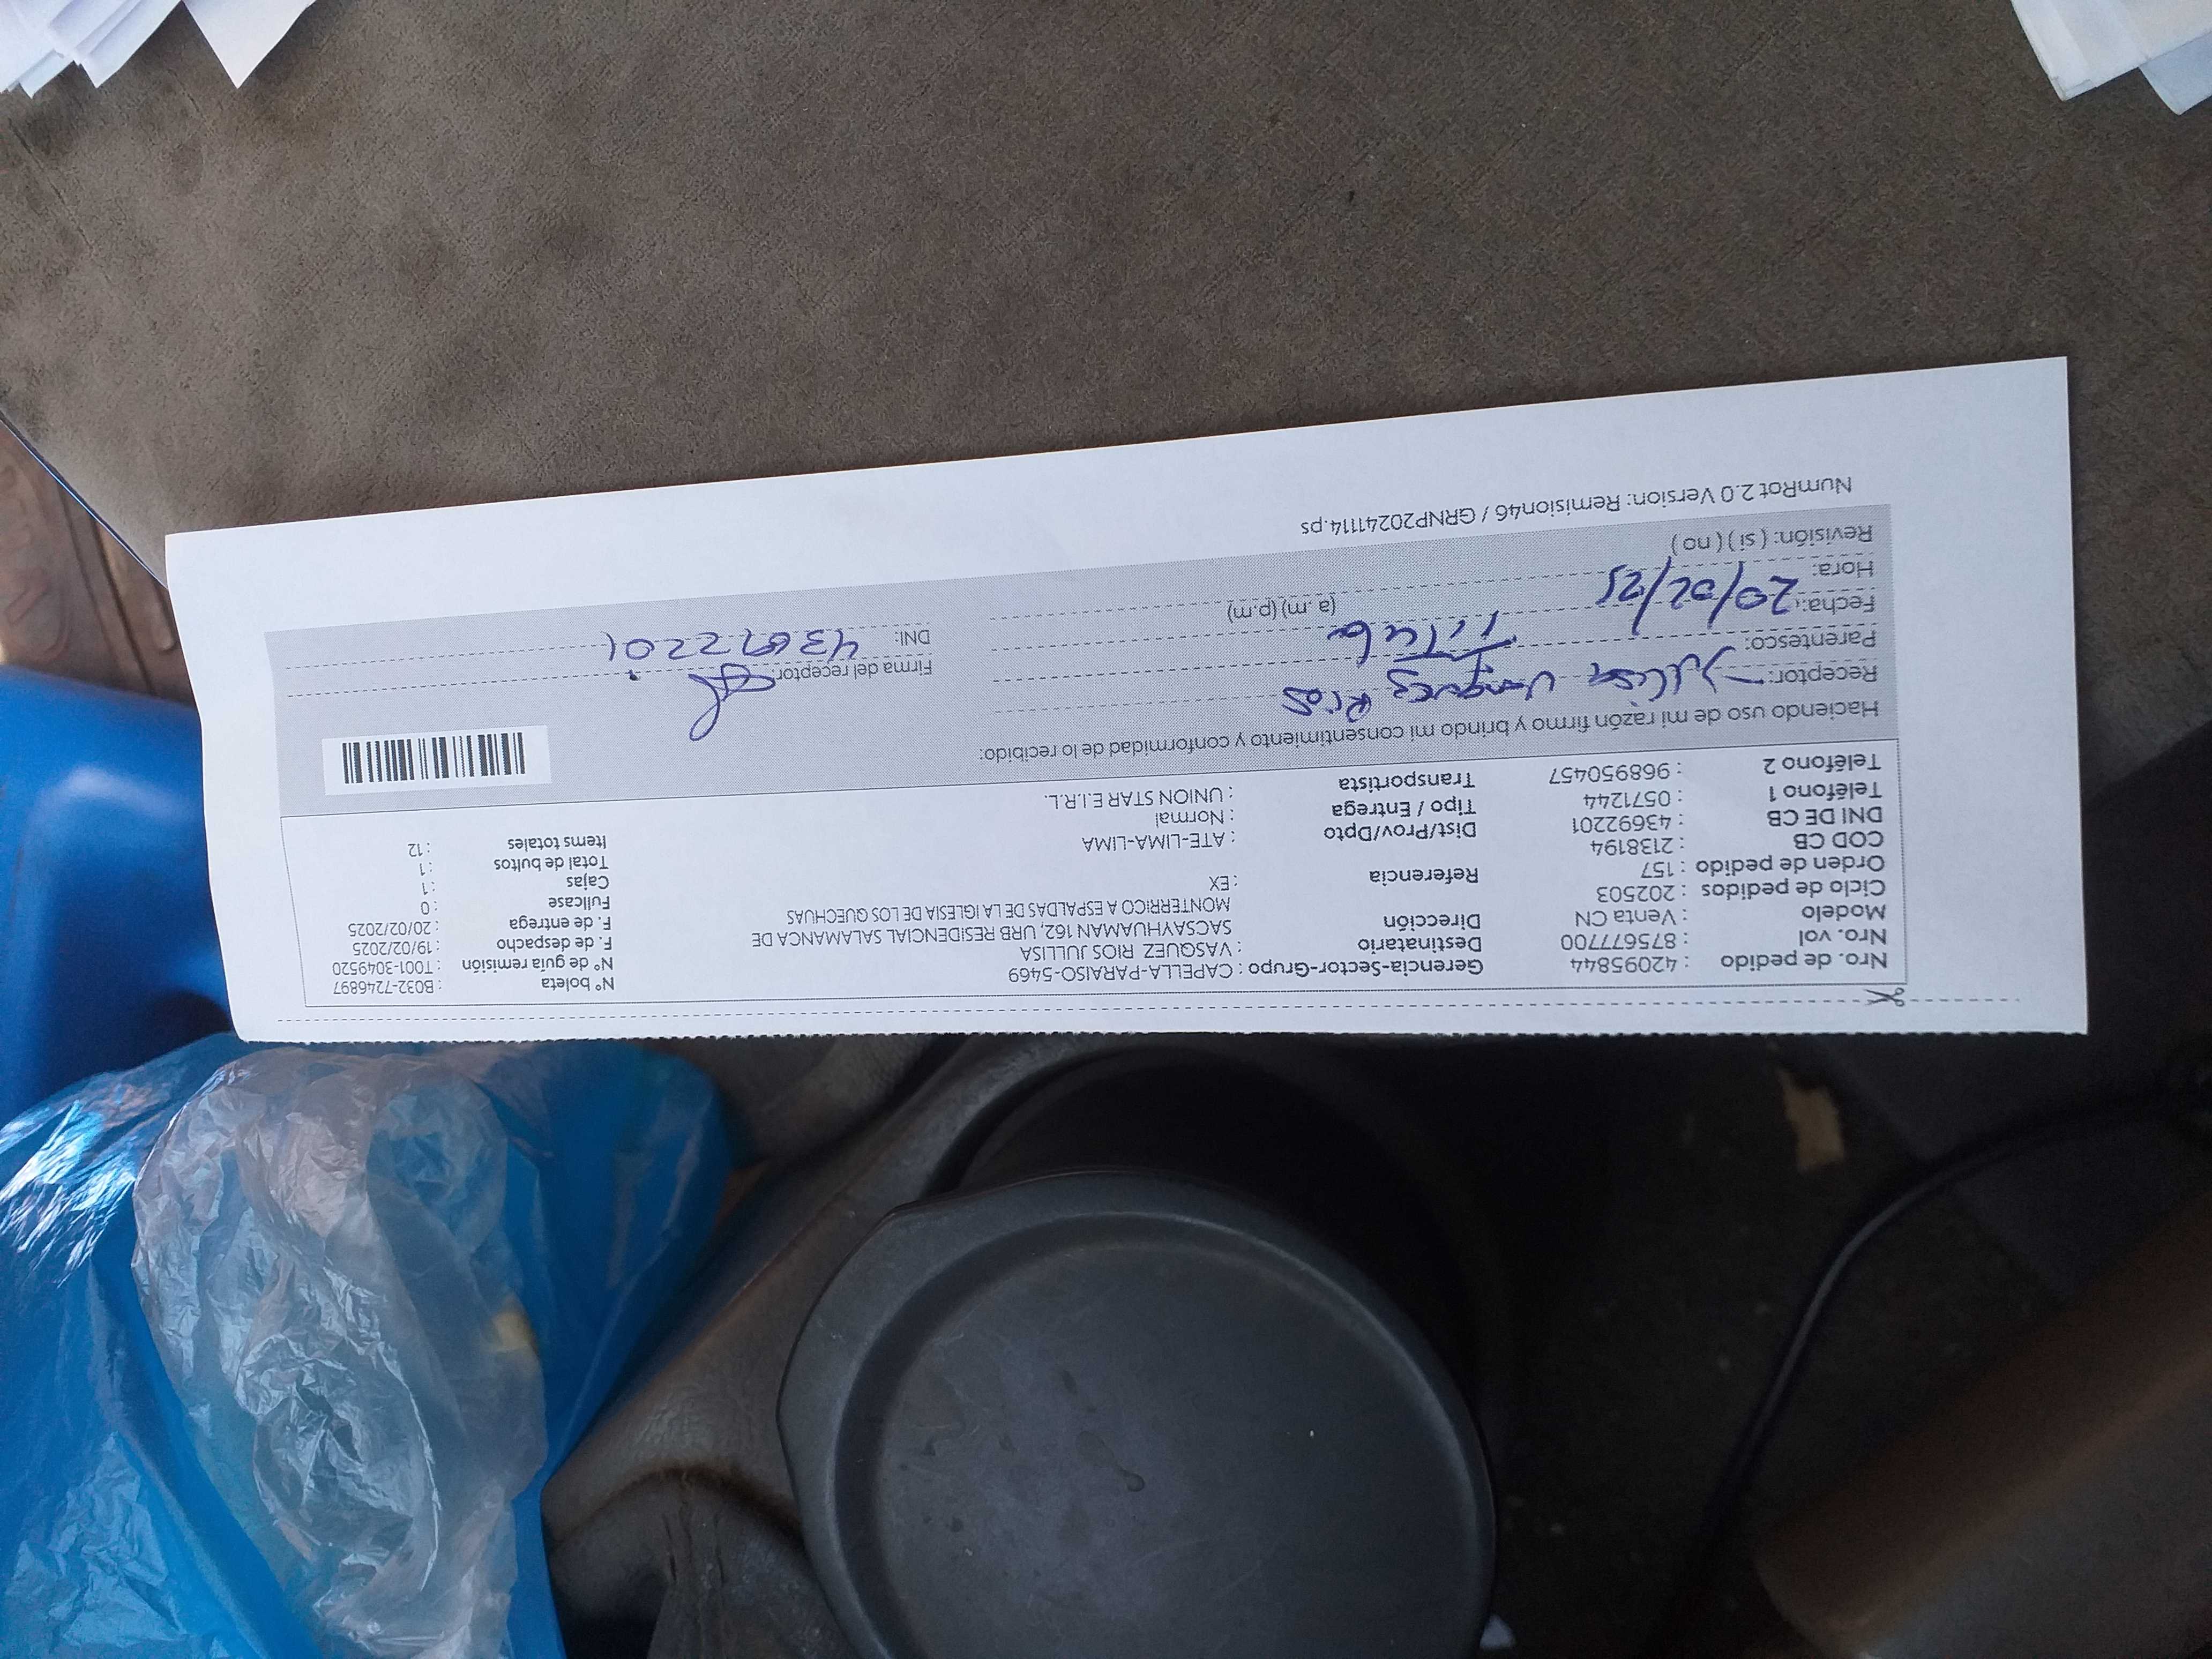 Nro. de pedido : 42095844
Nro. vol : 875677700
Modelo : Venta CN
Ciclo de pedidos : 202503
Orden de pedido : 157
COD CB : 2138194
DNI DE CB : 43692201
Teléfono 1 : 0571244
Teléfono 2 : 968950457
Gerencia-Sector-Grupo : CAPELLA-PARAISO-5469
Destinatario : VASQUEZ RIOS JULLISA
Dirección SACSAYHUAMAN 162, URB RESIDENCIAL SALAMANCA DE
MONTERRICO A ESPALDAS DE LA IGLESIA DE LOS QUECHUAS
Referencia : EX
Dist/Prov/Dpto : ATE-LIMA-LIMA
Tipo / Entrega : Normal
Transportista : UNION STAR E.I.R.L.
N° boleta : B032-7246897
N° de guía remisión : T001-3049520
F. de despacho : 19/02/2025
F. de entrega : 20/02/2025
Fullcase : 0
Cajas : 1
Total de bultos : 1
Items totales : 12
Haciendo uso de mi razón firmo y brindo mi consentimiento y conformidad de lo recibido:
Receptor: Jullisa Vasquez Rios
Parentesco: Titula
Fecha: 20/02/25
Hora: (a. m) (p.m)
Revisión: ( si ) ( no )
Firma del receptor:
DNI: 43692201
NumRot 2.0 Version: Remision46 / GRNP20241114.ps